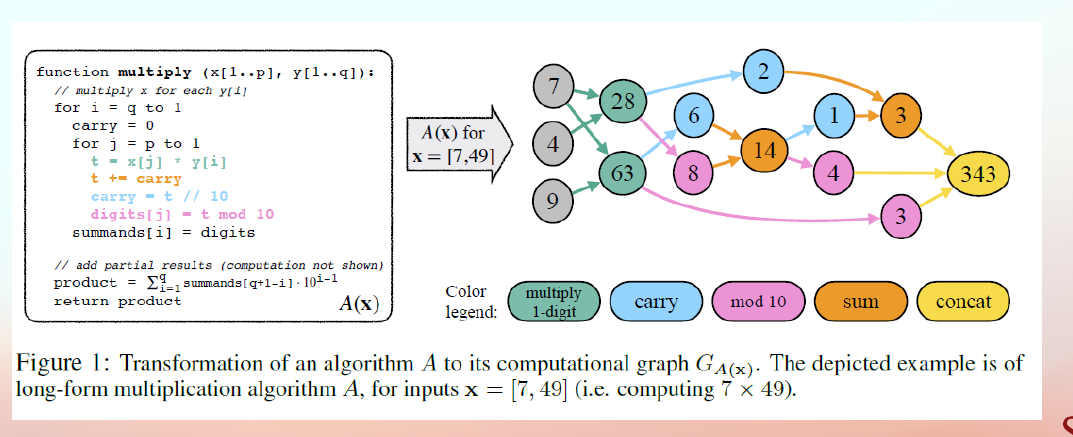 function multiply (x[1..p], y[1..q]):
// multiply x for each y[i]
for i = q to 1
carry = 0
for j = p to 1
t = x[j] * y[i]
t += carry
carry = t // 10
digits[j] = t mod 10
summands[i] = digits
// add partial results (computation not shown)
product = Σ^q_{i=1} summands[q+1-i]·10^{i-1}
return product
A(x)
A(x) for
x = [7,49]
7
4
9
28
63
6
8
2
14
1
4
3
3
343
Color
legend:
multiply
1-digit
carry
mod 10
sum
concat
Figure 1: Transformation of an algorithm A to its computational graph G_{A(x)}. The depicted example is of
long-form multiplication algorithm A, for inputs x = [7, 49] (i.e. computing 7 × 49).